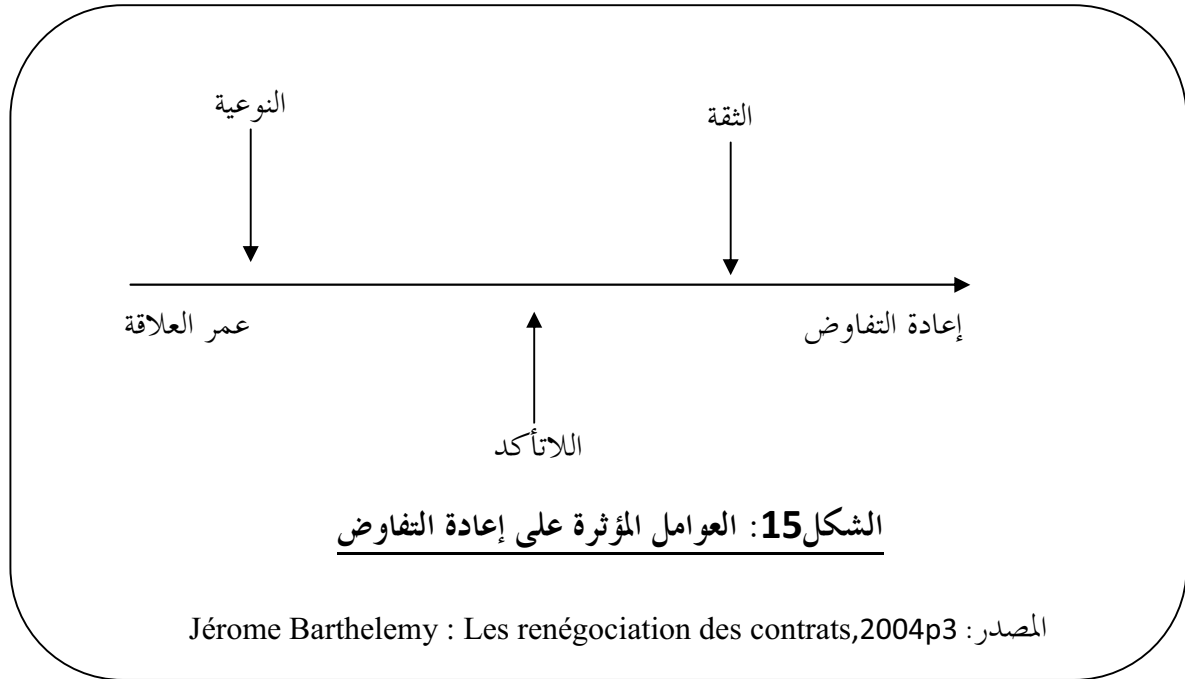 النوعية
الثقة
عمر العلاقة
إعادة التفاوض
اللاتأكد
الشكل15: العوامل المؤثرة على إعادة التفاوض
المصدر: Jérome Barthelemy : Les renégociation des contrats,2004p3